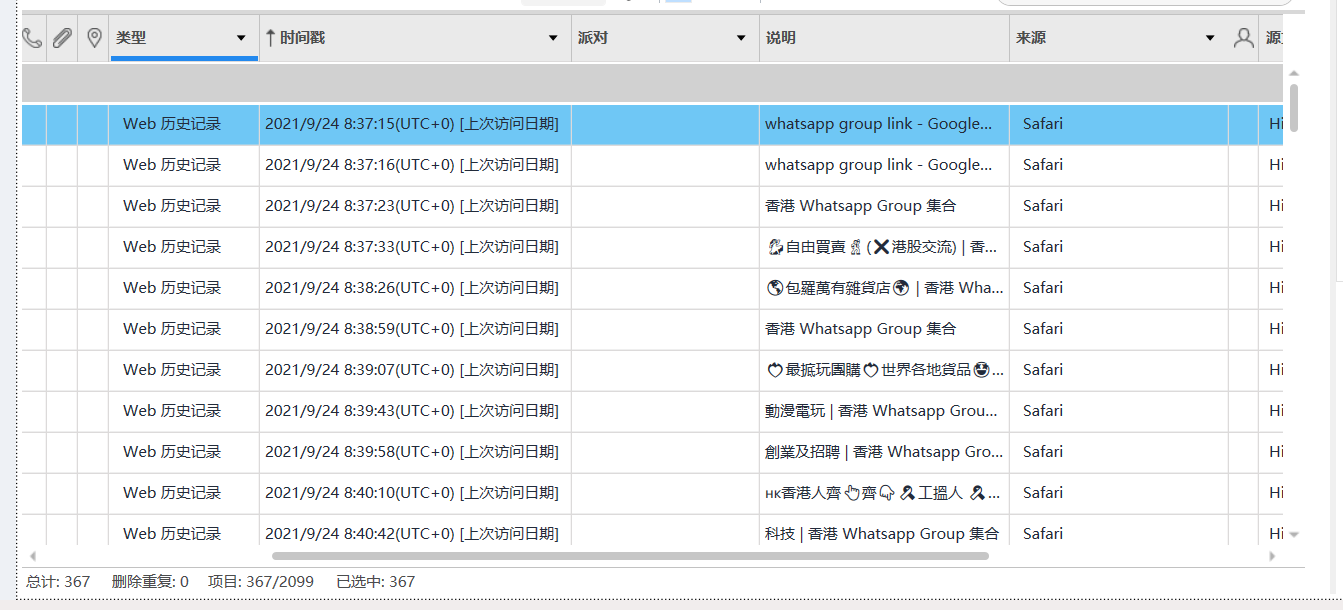 类型 时间戳 派对 说明 来源
Web 历史记录 2021/9/24 8:37:15(UTC+0) [上次访问日期] whatsapp group link - Google... Safari Hi
Web 历史记录 2021/9/24 8:37:16(UTC+0) [上次访问日期] whatsapp group link - Google... Safari Hi
Web 历史记录 2021/9/24 8:37:23(UTC+0) [上次访问日期] 香港 Whatsapp Group 集合 Safari Hi
Web 历史记录 2021/9/24 8:37:33(UTC+0) [上次访问日期] 自由買賣 (❌港股交流) | 香... Safari Hi
Web 历史记录 2021/9/24 8:38:26(UTC+0) [上次访问日期] 🌎包羅萬有雜貨店🌍 | 香港 Wha... Safari Hi
Web 历史记录 2021/9/24 8:38:59(UTC+0) [上次访问日期] 香港 Whatsapp Group 集合 Safari Hi
Web 历史记录 2021/9/24 8:39:07(UTC+0) [上次访问日期] 最掂玩團購 世界各地貨品... Safari Hi
Web 历史记录 2021/9/24 8:39:43(UTC+0) [上次访问日期] 動漫電玩 | 香港 Whatsapp Grou... Safari Hi
Web 历史记录 2021/9/24 8:39:58(UTC+0) [上次访问日期] 創業及招聘 | 香港 Whatsapp Gro... Safari Hi
Web 历史记录 2021/9/24 8:40:10(UTC+0) [上次访问日期] ʜᴋ香港人齊👆齊👇工搵人... Safari Hi
Web 历史记录 2021/9/24 8:40:42(UTC+0) [上次访问日期] 科技 | 香港 Whatsapp Group 集合 Safari Hi
总计: 367 删除重复: 0 项目: 367/2099 已选中: 367